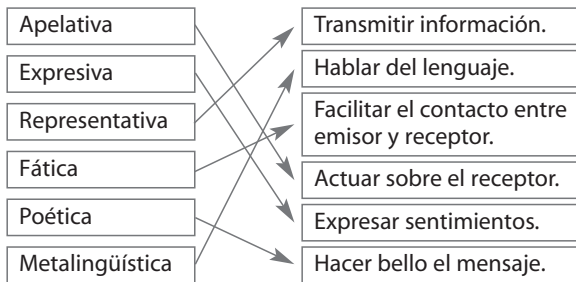 Apelativa
Expresiva
Representativa
Fática
Poética
Metalingüística
Transmitir información.
Hablar del lenguaje.
Facilitar el contacto entre
emisor y receptor.
Actuar sobre el receptor.
Expresar sentimientos.
Hacer bello el mensaje.